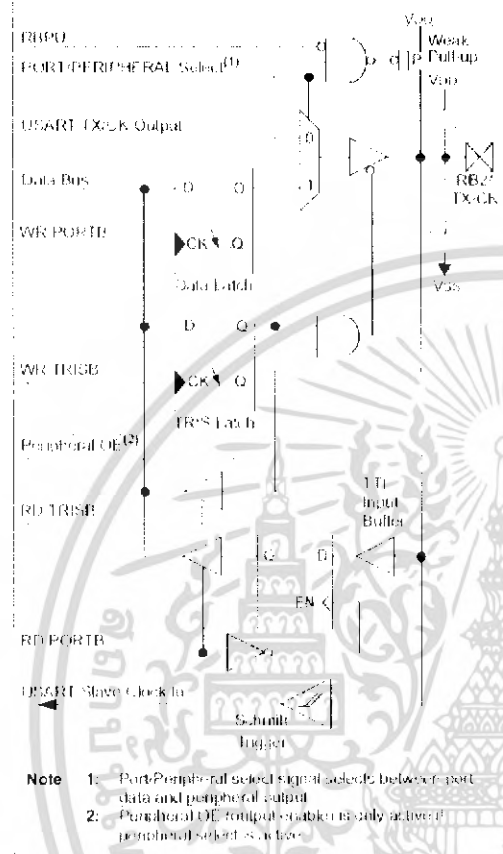 RBPU
PORT/PERIPHERAL Select(1)
USART TX/CK Output
Data Bus
WR PORTB
WR TRISB
Peripheral OE(2)
RD TRISB
RD PORTB
USART Slave Clock In
VDD
Weak
Pull-up
P
VDD
RB2/
TX/CK
VSS
0
1
D Q
CK Q
Data Latch
D Q
CK Q
TRIS Latch
TTL
Input
Buffer
Q D
EN
Schmitt
Trigger
Note 1: Port/Peripheral select signal selects between port
data and peripheral output
2: Peripheral OE (output enable) is only active if
peripheral select is active